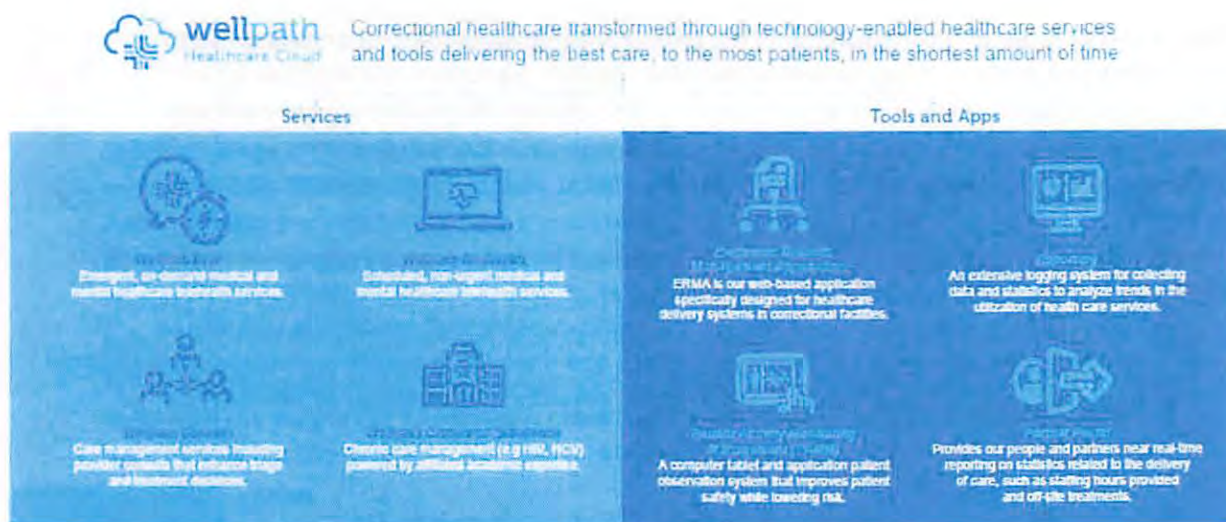 wellpath
Healthcare Cloud
Correctional healthcare transformed through technology-enabled healthcare services
and tools delivering the best care, to the most patients, in the shortest amount of time
Services
Tools and Apps
Emergent, on-demand medical and
mental healthcare telehealth services.
Scheduled, non-urgent medical and
mental healthcare telehealth services.
Management
ERMA is our web-based application
specifically designed for healthcare
delivery systems in correctional facilities.
Reporting
An extensive logging system for collecting
data and statistics to analyze trends in the
utilization of health care services.
Care management services including
provider consults that enhance triage
and treatment decisions.
Chronic care management (e.g HIV, HCV)
powered by affiliated academic expertise.
A computer tablet and application patient
observation system that improves patient
safety while lowering risk.
Partner Portal
Provides our people and partners near real-time
reporting on statistics related to the delivery
of care, such as staffing hours provided
and off-site treatments.